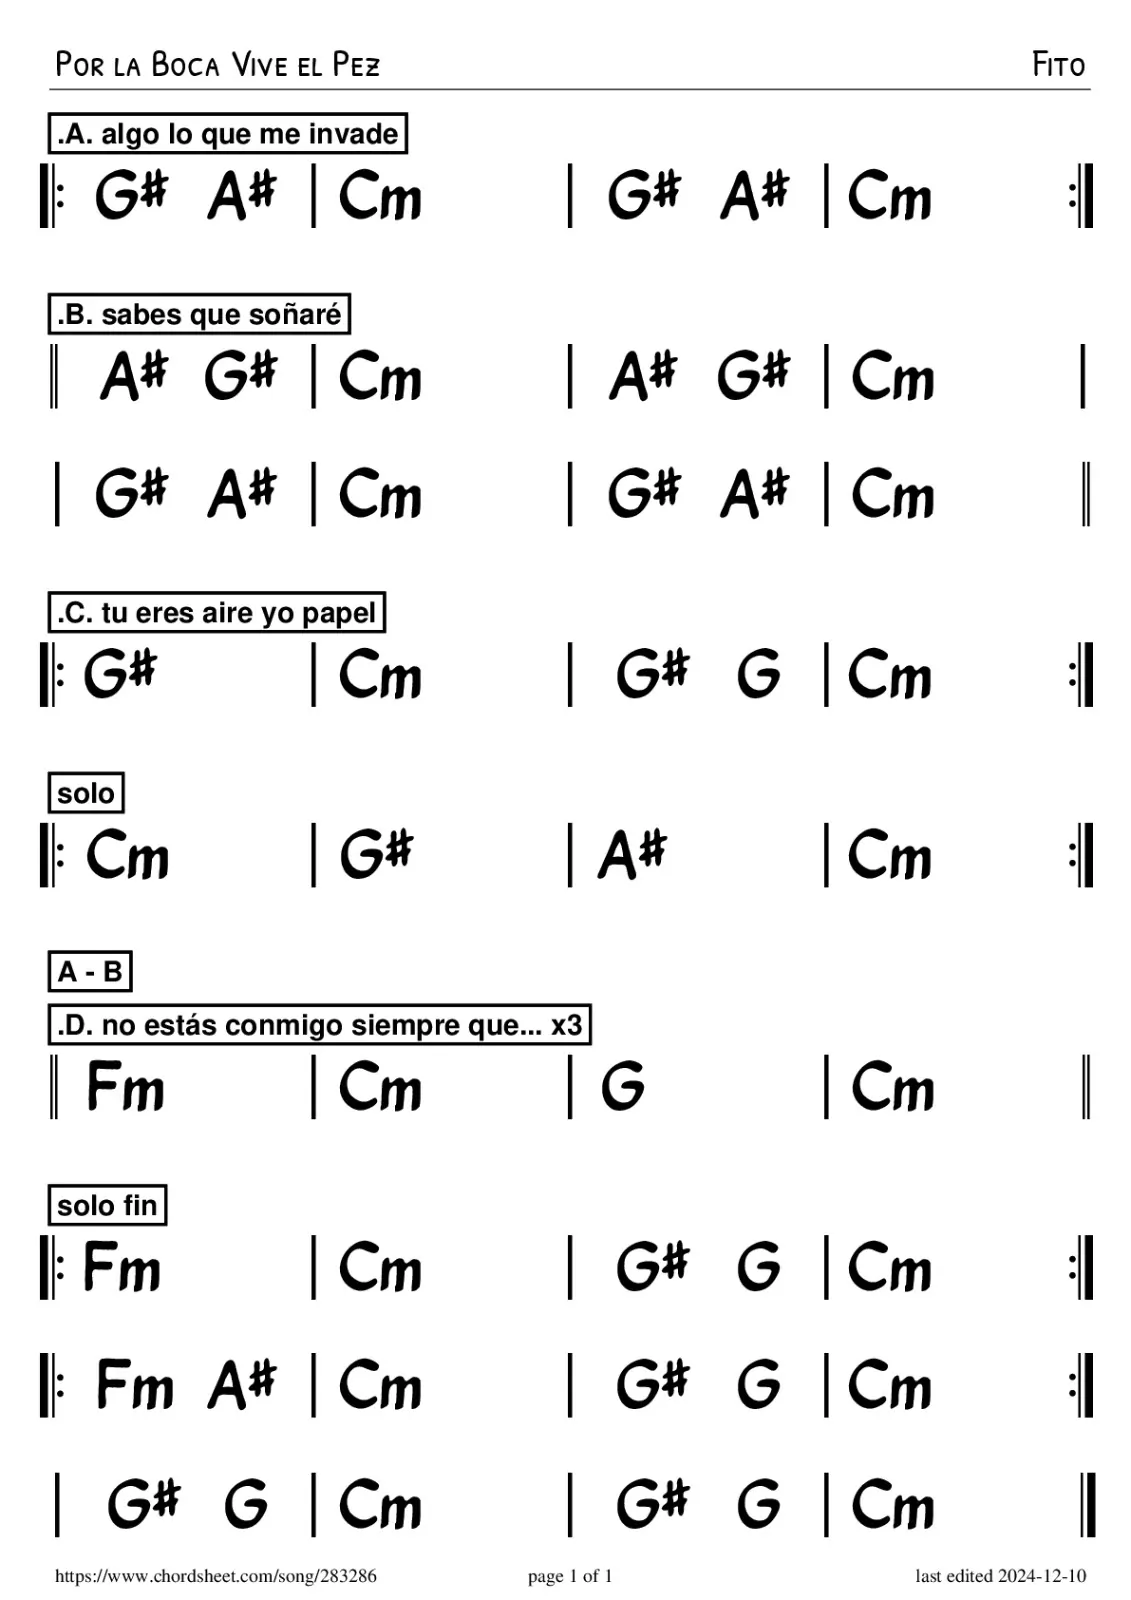 Por la Boca Vive el Pez Fito
.A. algo lo que me invade
G# A# | Cm | G# A# | Cm
.B. sabes que soñaré
A# G# | Cm | A# G# | Cm |
| G# A# | Cm | G# A# | Cm
.C. tu eres aire yo papel
G# | Cm | G# G | Cm
solo
Cm | G# | A# | Cm
A - B
.D. no estás conmigo siempre que... x3
Fm | Cm | G | Cm
solo fin
Fm | Cm | G# G | Cm
Fm A# | Cm | G# G | Cm
| G# G | Cm | G# G | Cm
https://www.chordsheet.com/song/283286 page 1 of 1 last edited 2024-12-10